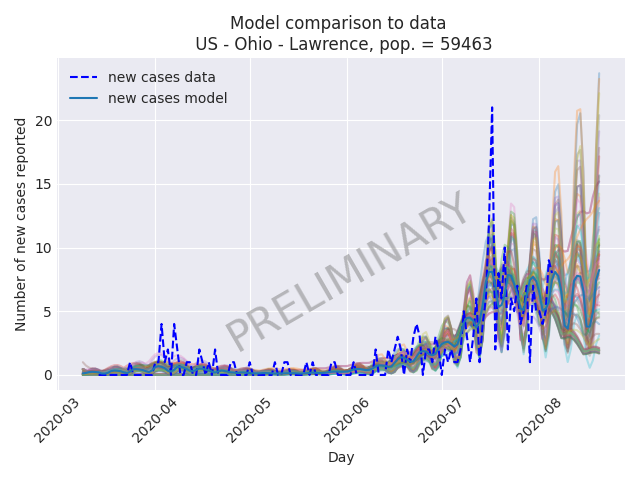 Model comparison to data
US - Ohio - Lawrence, pop. = 59463
new cases data
new cases model
PRELIMINARY
Number of new cases reported
20
15
10
5
0
2020-03
2020-04
2020-05
2020-06
2020-07
2020-08
Day